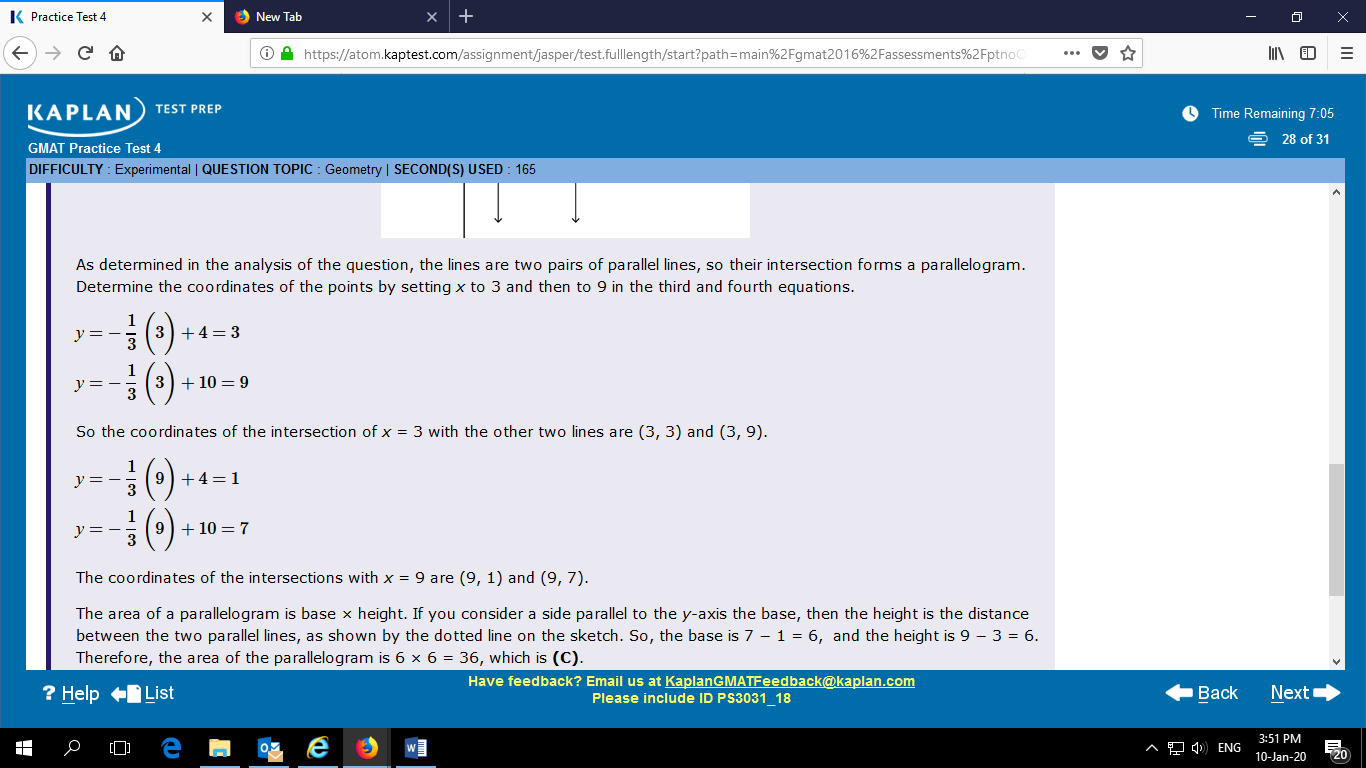 Practice Test 4
New Tab
https://atom.kaptest.com/assignment/jasper/test.fulllength/start?path=main%2Fgmat2016%2Fassessments%2Fptno
KAPLAN TEST PREP
Time Remaining 7:05
28 of 31
GMAT Practice Test 4
DIFFICULTY : Experimental | QUESTION TOPIC : Geometry | SECOND(S) USED : 165
As determined in the analysis of the question, the lines are two pairs of parallel lines, so their intersection forms a parallelogram.
Determine the coordinates of the points by setting x to 3 and then to 9 in the third and fourth equations.
y = − 1/3 (3) + 4 = 3
y = − 1/3 (3) + 10 = 9
So the coordinates of the intersection of x = 3 with the other two lines are (3, 3) and (3, 9).
y = − 1/3 (9) + 4 = 1
y = − 1/3 (9) + 10 = 7
The coordinates of the intersections with x = 9 are (9, 1) and (9, 7).
The area of a parallelogram is base × height. If you consider a side parallel to the y-axis the base, then the height is the distance
between the two parallel lines, as shown by the dotted line on the sketch. So, the base is 7 − 1 = 6, and the height is 9 − 3 = 6.
Therefore, the area of the parallelogram is 6 × 6 = 36, which is (C).
? Help
List
Have feedback? Email us at KaplanGMATFeedback@kaplan.com
Please include ID PS3031_18
Back
Next
ENG
3:51 PM
10-Jan-20
20